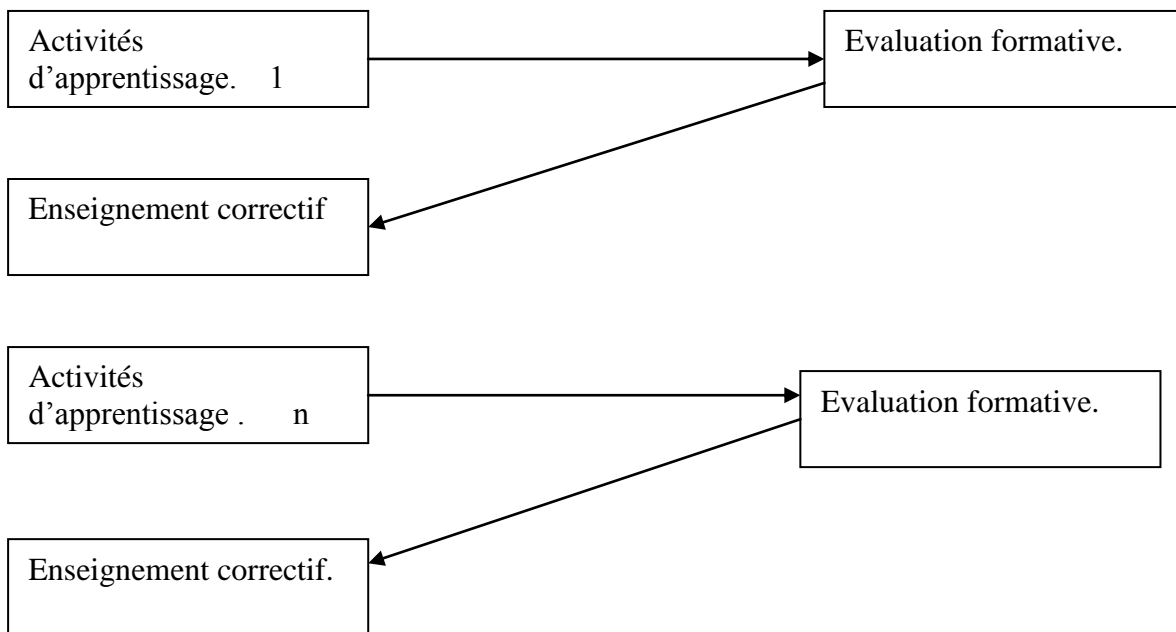 Activités
d’apprentissage. 1
Evaluation formative.
Enseignement correctif
Activités
d’apprentissage . n
Evaluation formative.
Enseignement correctif.